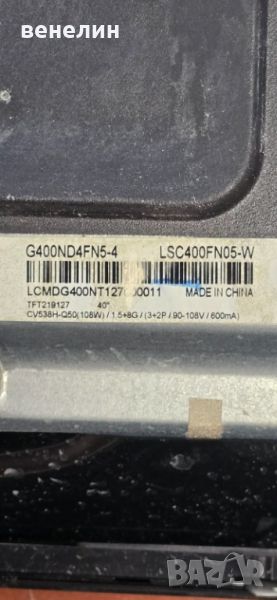 венелин
G400ND4FN5-4 LSC400FN05-W
MADE IN CHINA
TFT219127 40"
CV538H-Q50(108W) / 1.5+8G / (3+2P / 90-108V / 600mA)
BAZAR